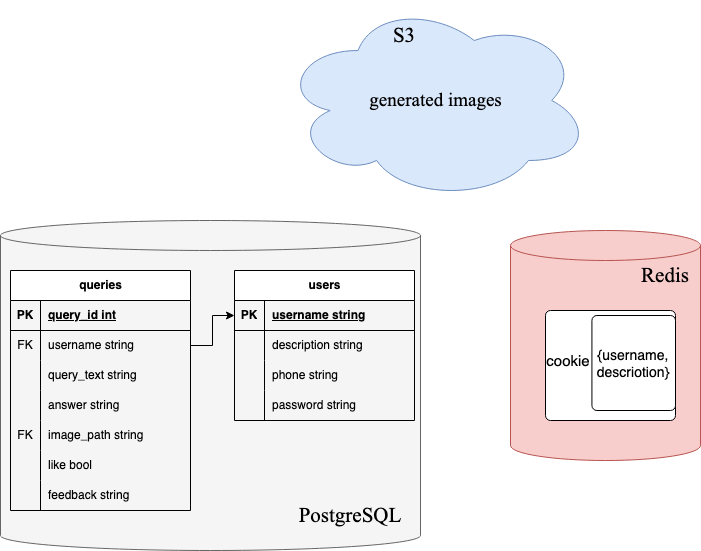 S3
generated images
queries
PK query_id int
FK username string
query_text string
answer string
FK image_path string
like bool
feedback string
users
PK username string
description string
phone string
password string
PostgreSQL
Redis
cookie
{username,
descriotion}